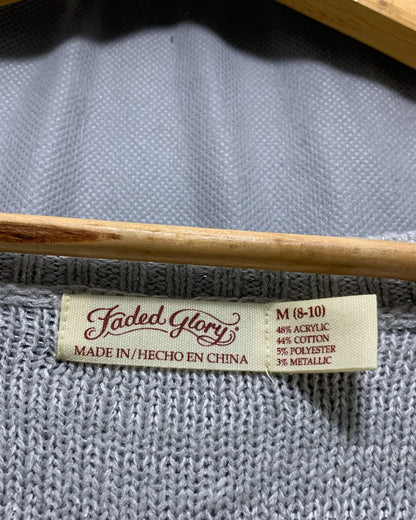 Faded Glory
MADE IN/HECHO EN CHINA
M (8-10)
48% ACRYLIC
44% COTTON
5% POLYESTER
3% METALLIC